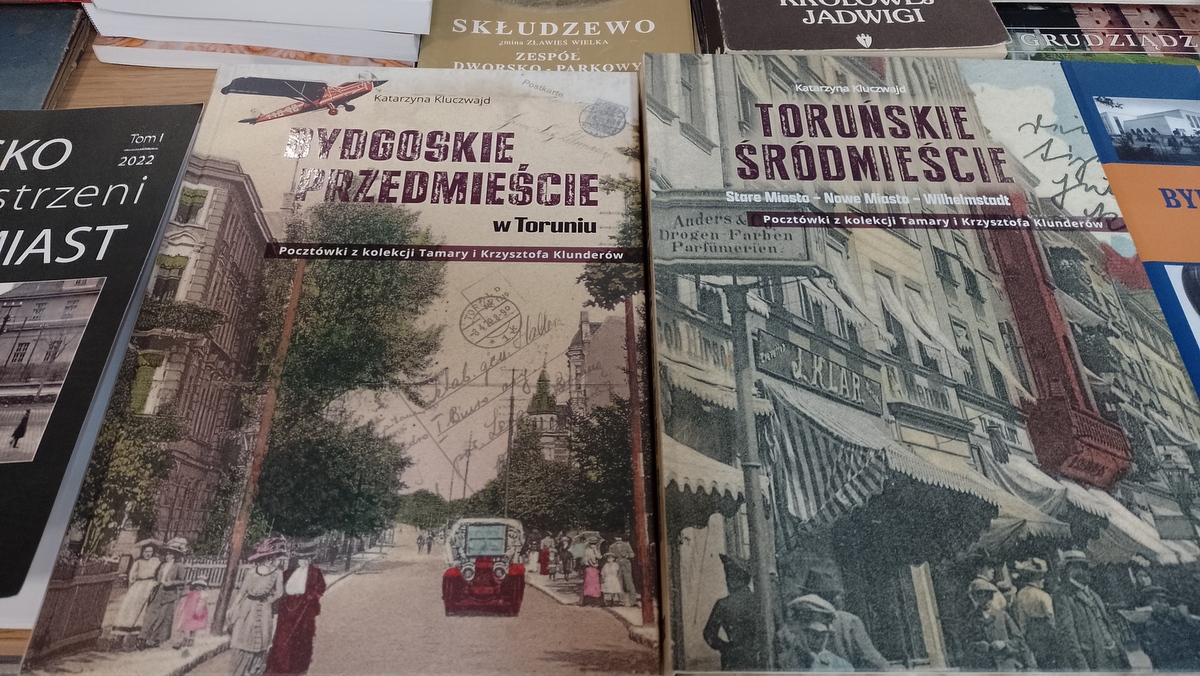 SKŁUDZEWO
gmina ZŁAWIEŚ WIELKA
ZESPÓŁ
DWORSKO-PARKOWY
KRÓLOWEJ
JADWIGI
GRUDZIĄDZ
SKO
Tom I
2022
strzeni
MIAST
Katarzyna Kluczwajd
Postkarte
BYDGOSKIE
PRZEDMIEŚCIE
w Toruniu
Pocztówki z kolekcji Tamary i Krzysztofa Klunderów
Katarzyna Kluczwajd
TORUŃSKIE
ŚRÓDMIEŚCIE
Stare Miasto – Nowe Miasto – Wilhelmstadt
Pocztówki z kolekcji Tamary i Krzysztofa Klunderów
Anders &
Drogen-Farben
Parfümerien.
J. KLAR
BY